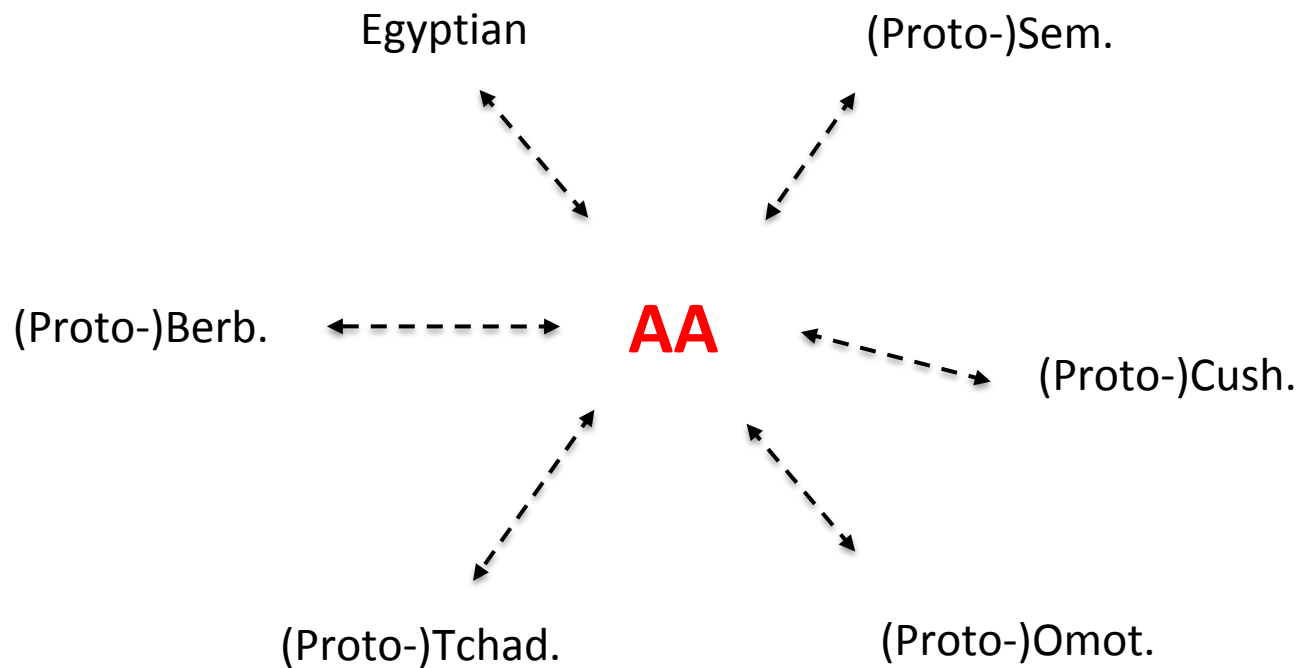 Egyptian
(Proto-)Sem.
(Proto-)Berb.
AA
(Proto-)Cush.
(Proto-)Tchad.
(Proto-)Omot.